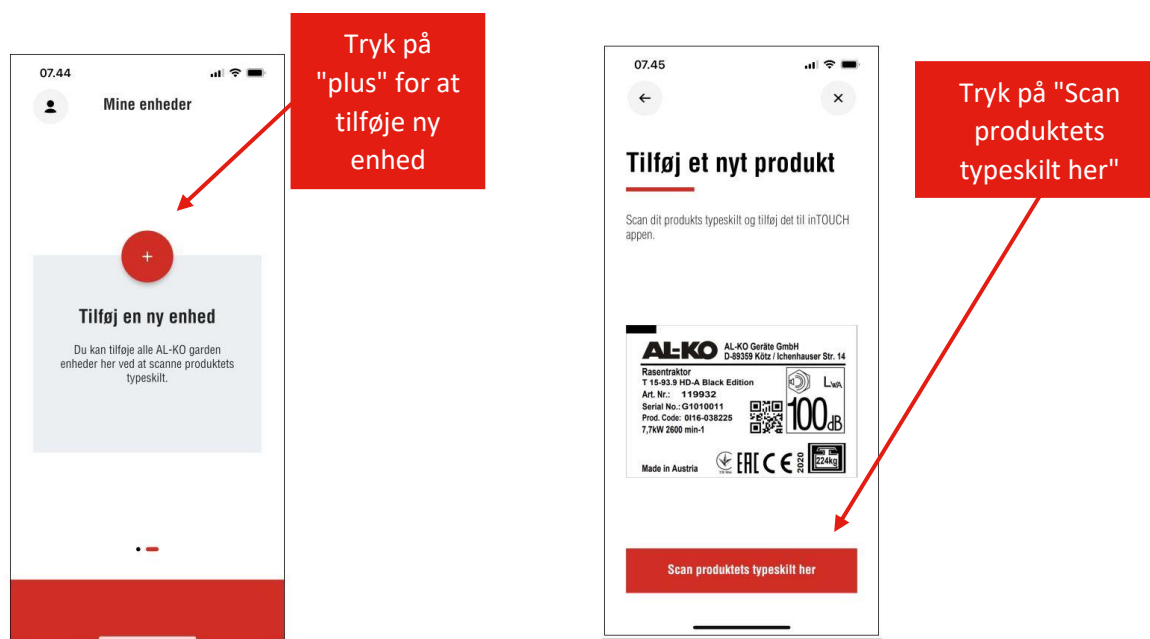 Tryk på
"plus" for at
tilføje ny
enhed
07.44
Mine enheder
+
Tilføj en ny enhed
Du kan tilføje alle AL-KO garden
enheder her ved at scanne produktets
typeskilt.
07.45
Tilføj et nyt produkt
Scan dit produkts typeskilt og tilføj det til inTOUCH
appen.
AL-KO
AL-KO Geräte GmbH
D-89359 Kötz / Ichenhauser Str. 14
Rasentraktor
T 15-93.9 HD-A Black Edition
Art. Nr.: 119932
Serial No.: G1010011
Prod. Code: 0I16-038225
7,7kW 2600 min-1
LWA
100dB
Made in Austria
EAC CE 2020 224kg
Scan produktets typeskilt her
Tryk på "Scan
produktets
typeskilt her"